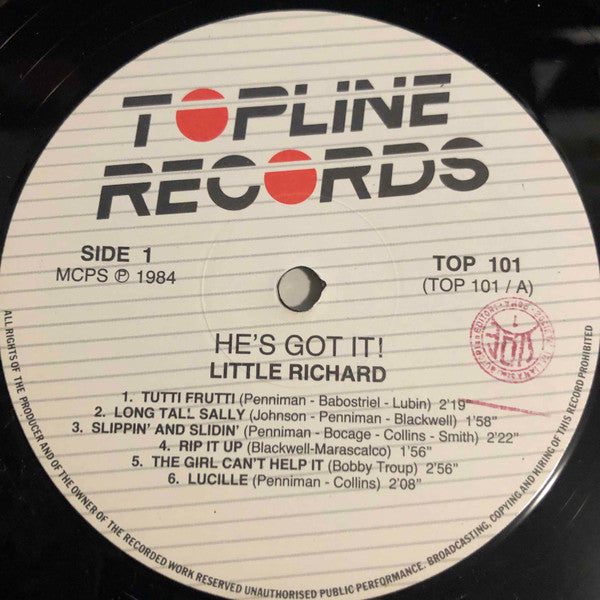 TOPLINE
RECORDS
SIDE 1
MCPS ℗ 1984
TOP 101
(TOP 101 / A)
HE'S GOT IT!
LITTLE RICHARD
1. TUTTI FRUTTI (Penniman - Babostriel - Lubin) 2'19"
2. LONG TALL SALLY (Johnson - Penniman - Blackwell) 1'58"
3. SLIPPIN' AND SLIDIN' (Penniman - Bocage - Collins - Smith) 2'22"
4. RIP IT UP (Blackwell-Marascalco) 2'56"
5. THE GIRL CAN'T HELP IT (Bobby Troup) 2'56"
6. LUCILLE (Penniman - Collins) 2'08"
ALL RIGHTS OF THE PRODUCER AND OF THE OWNER OF THE RECORDED WORK RESERVED UNAUTHORISED PUBLIC PERFORMANCE. BROADCASTING, COPYING AND HIRING OF THIS RECORD PROHIBITED